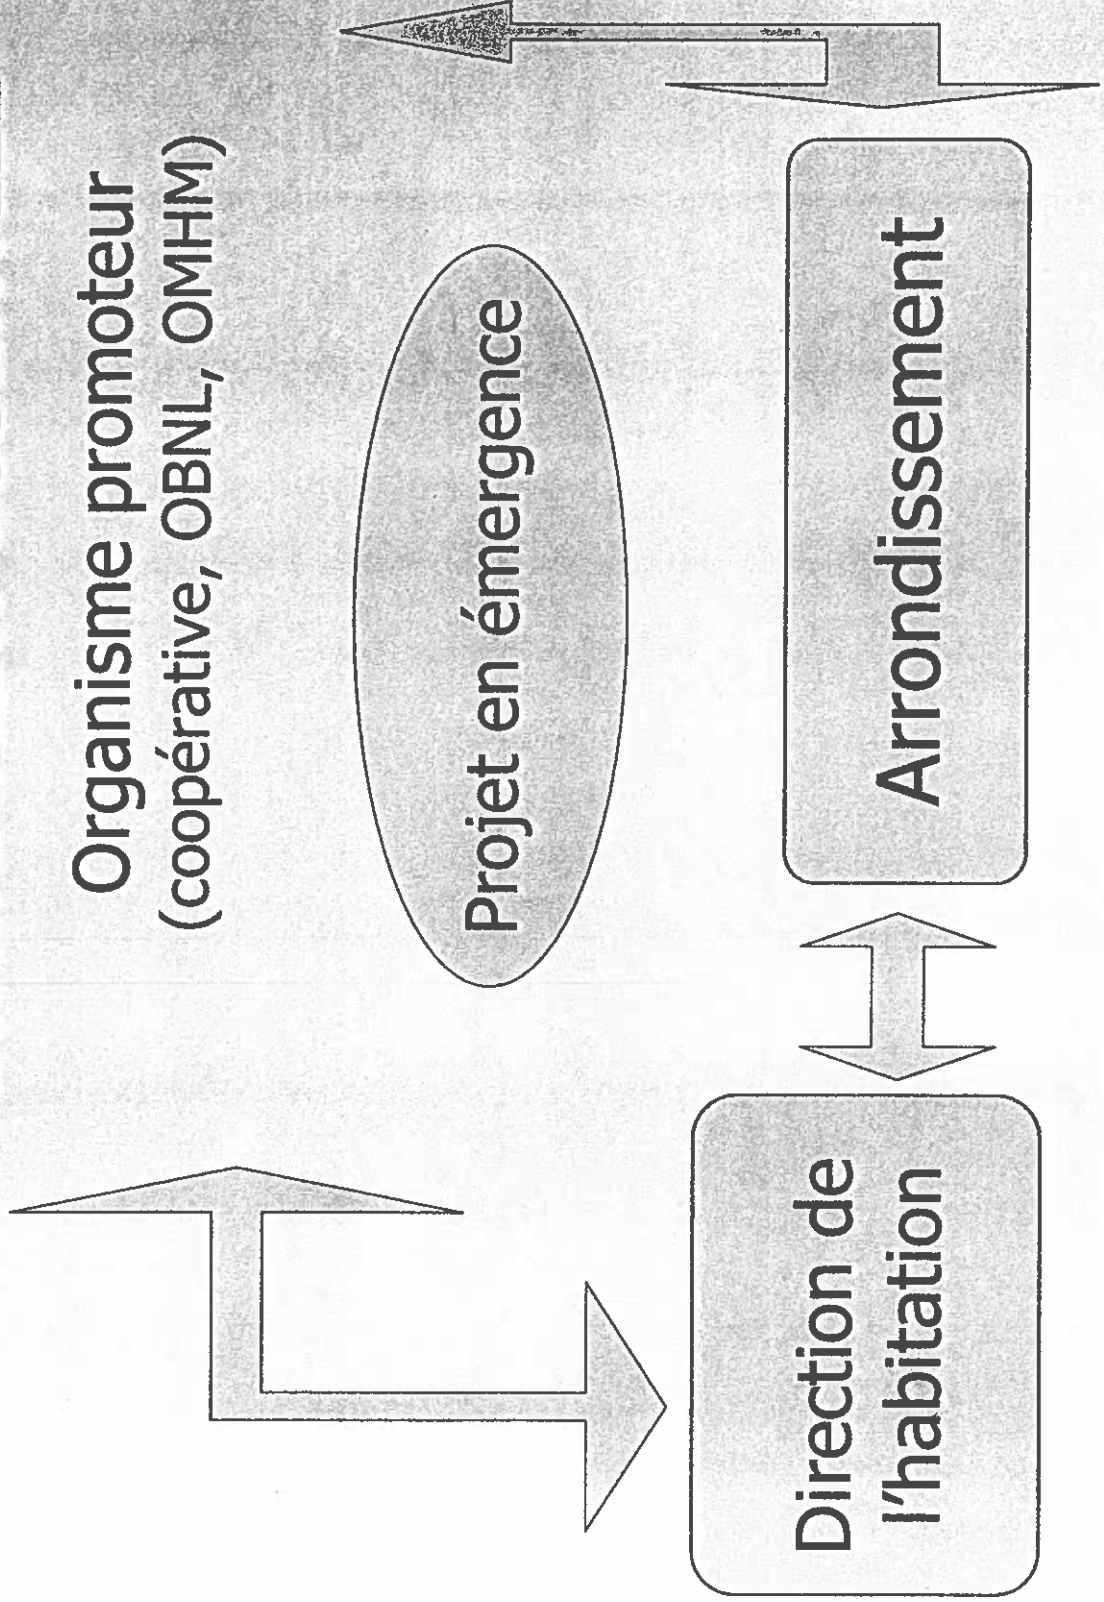 Organisme promoteur
(coopérative, OBNL, OMHM)
Projet en émergence
Direction de
l'habitation
Arrondissement